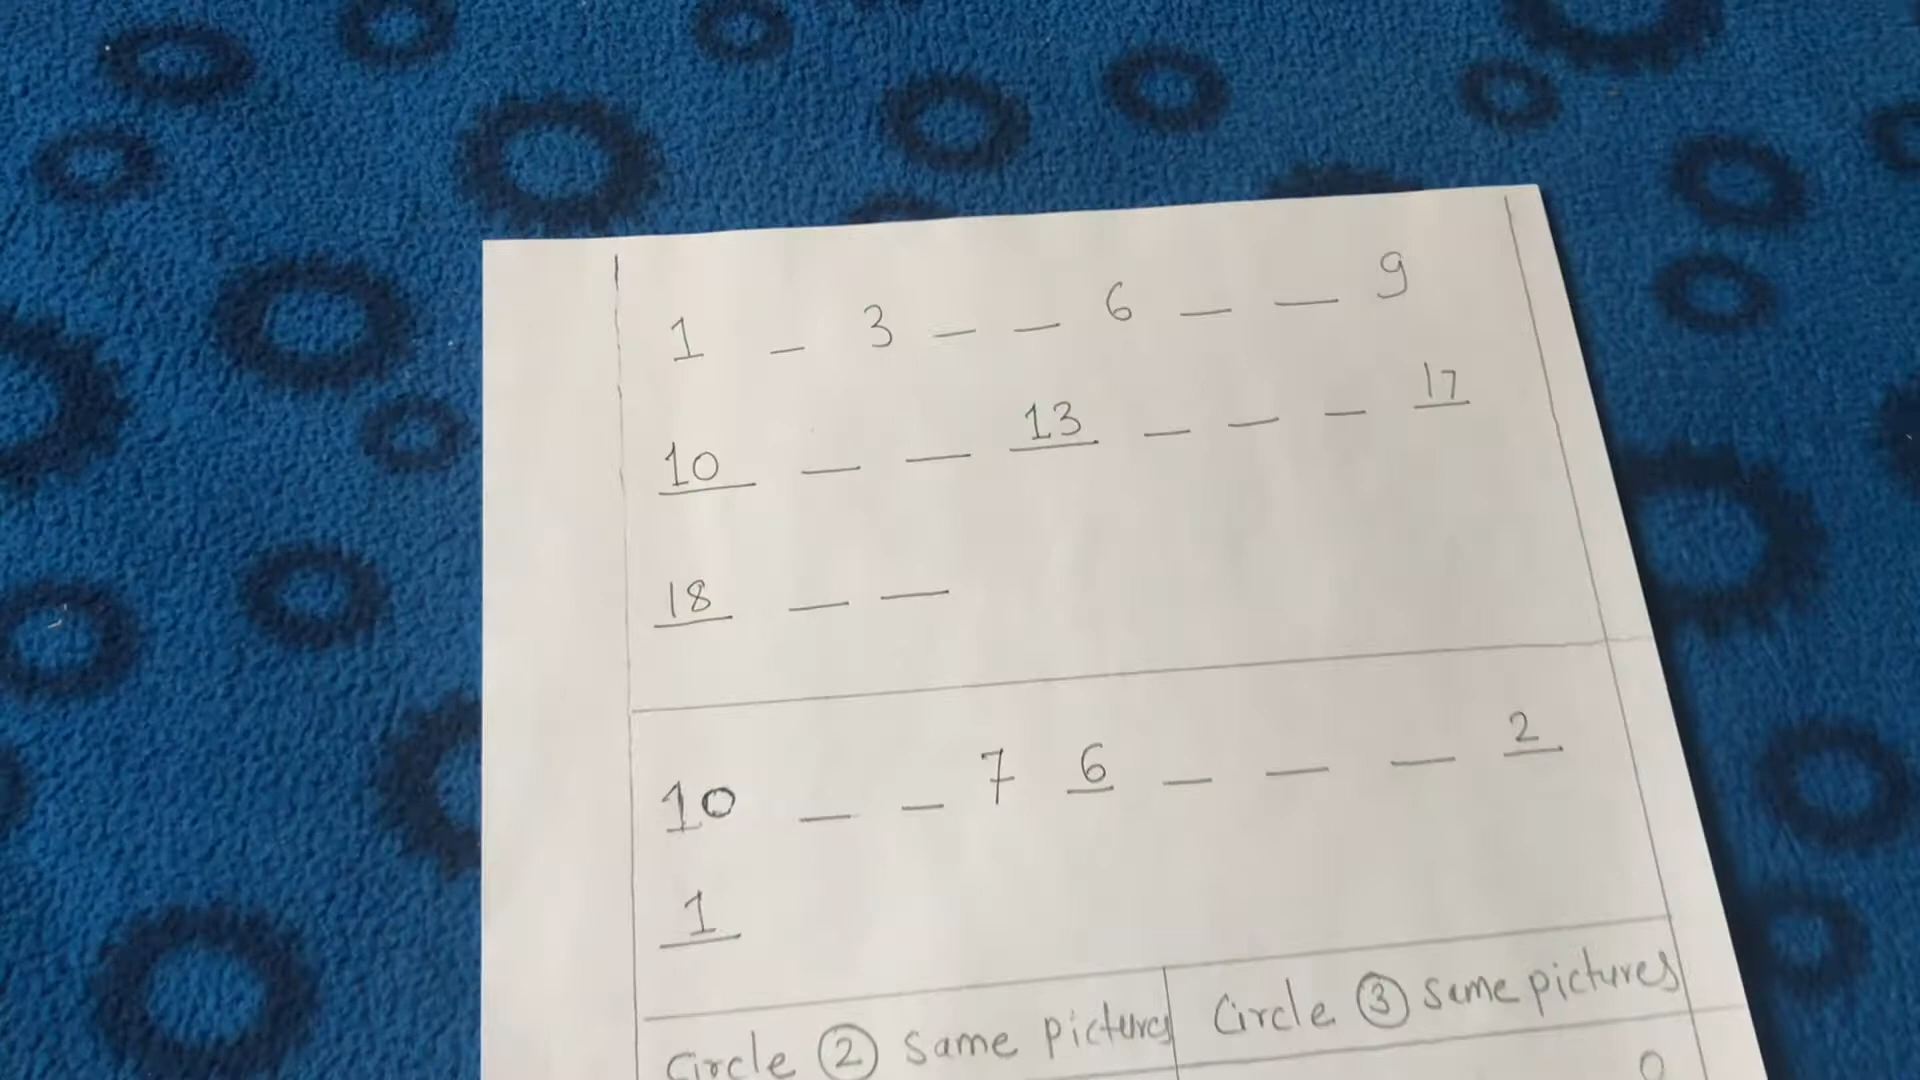 1 _ 3 _ _ 6 _ _ 9
10 _ _ 13 _ _ _ 17
18 _ _
10 _ _ 7 6 _ _ _ 2
1
Circle 2 same pictures
Circle 3 same pictures